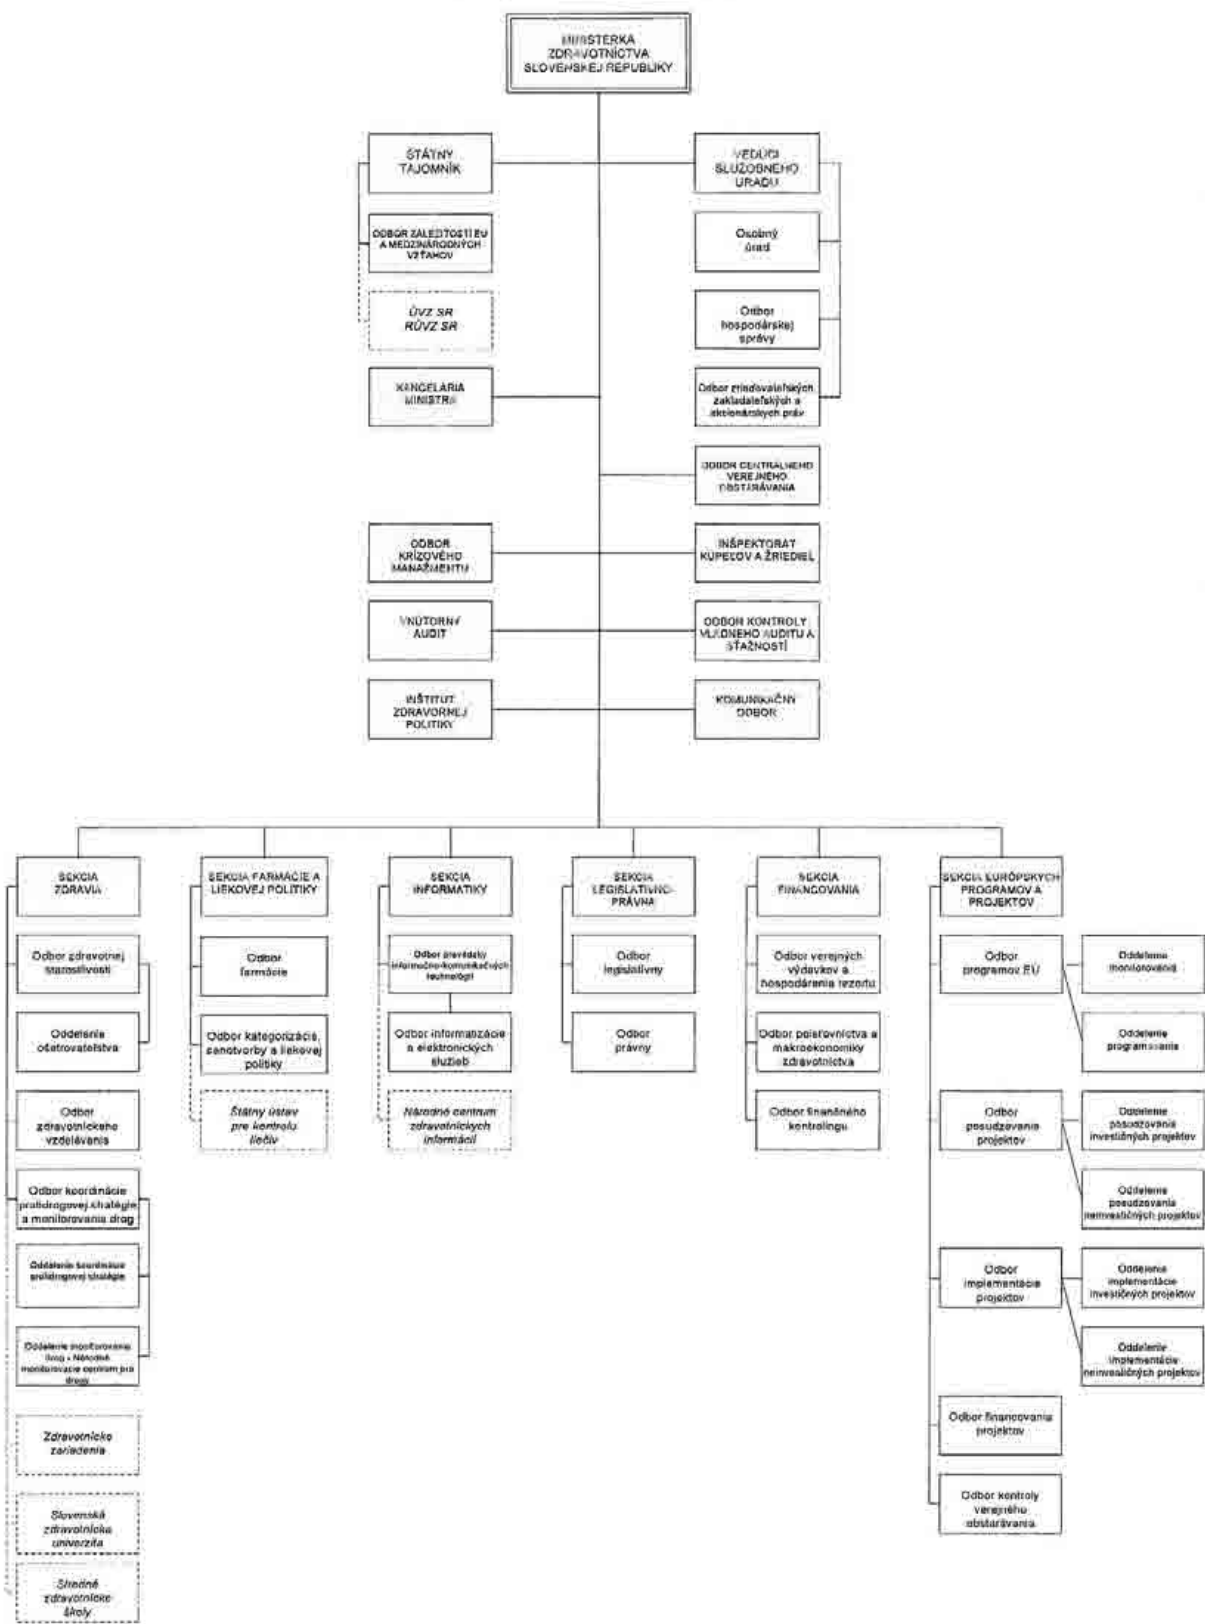 MINISTERKA
ZDRAVOTNÍCTVA
SLOVENSKEJ REPUBLIKY
ŠTÁTNY
TAJOMNÍK
VEDÚCI
SLUŽOBNÉHO
ÚRADU
ODBOR ZÁLEŽITOSTÍ EÚ
A MEDZINÁRODNÝCH
VZŤAHOV
Osobný
úrad
ÚVZ SR
RÚVZ SR
Odbor
hospodárskej
správy
KANCELÁRIA
MINISTRA
Odbor zriaďovateľských
zakladateľských a
akcionárskych práv
ODBOR CENTRÁLNEHO
VEREJNÉHO
OBSTARÁVANIA
ODBOR
KRÍZOVÉHO
MANAŽMENTU
INŠPEKTORÁT
KÚPEĽOV A ŽRIEDIEL
VNÚTORNÝ
AUDIT
ODBOR KONTROLY
VLÁDNEHO AUDITU A
SŤAŽNOSTÍ
INŠTITÚT
ZDRAVOTNEJ
POLITIKY
KOMUNIKAČNÝ
ODBOR
SEKCIA
ZDRAVIA
SEKCIA FARMÁCIE A
LIEKOVEJ POLITIKY
SEKCIA
INFORMATIKY
SEKCIA
LEGISLATÍVNO-
PRÁVNA
SEKCIA
FINANCOVANIA
SEKCIA EURÓPSKYCH
PROGRAMOV A
PROJEKTOV
Odbor zdravotnej
starostlivosti
Odbor
farmácie
Odbor prevádzky
informačno-komunikačných
technológií
Odbor
legislatívny
Odbor verejných
výdavkov a
hospodárenia rezortu
Odbor
programov EÚ
Oddelenie
monitorovania
Oddelenie
ošetrovateľstva
Odbor kategorizácie,
cenotvorby a liekovej
politiky
Odbor informatizácie
a elektronických
služieb
Odbor
právny
Odbor poisťovníctva a
makroekonomiky
zdravotníctva
Oddelenie
programovania
Odbor
zdravotníckeho
vzdelávania
Štátny ústav
pre kontrolu
liečiv
Národné centrum
zdravotníckych
informácií
Odbor finančného
kontrolingu
Odbor
posudzovania
projektov
Oddelenie
posudzovania
investičných projektov
Odbor koordinácie
protidrogovej stratégie
a monitorovania drog
Oddelenie
posudzovania
neinvestičných projektov
Oddelenie koordinácie
protidrogovej stratégie
Odbor
implementácie
projektov
Oddelenie
implementácie
investičných projektov
Oddelenie monitorovania
drog - Národné
monitorovacie centrum pre
drogy
Oddelenie
implementácie
neinvestičných projektov
Zdravotnícke
zariadenia
Odbor financovania
projektov
Slovenská
zdravotnícka
univerzita
Odbor kontroly
verejného
obstarávania
Stredné
zdravotnícke
školy